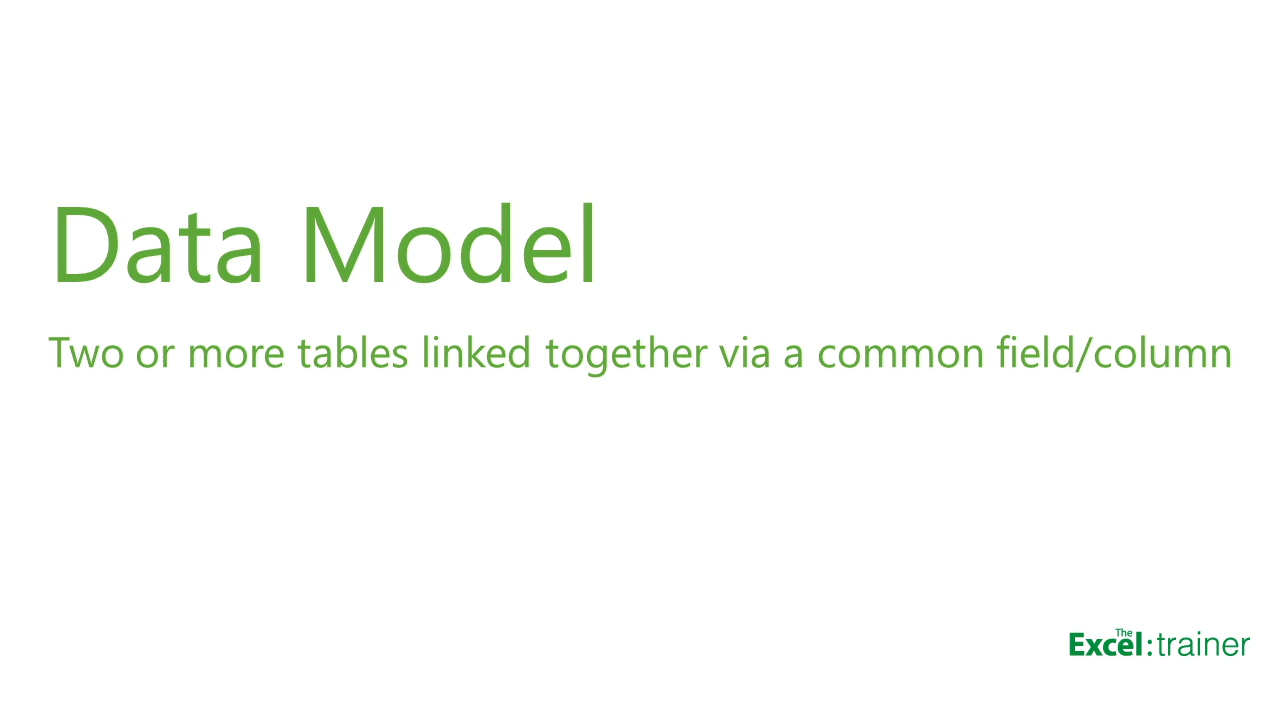 Data Model
Two or more tables linked together via a common field/column
The
Excel:trainer